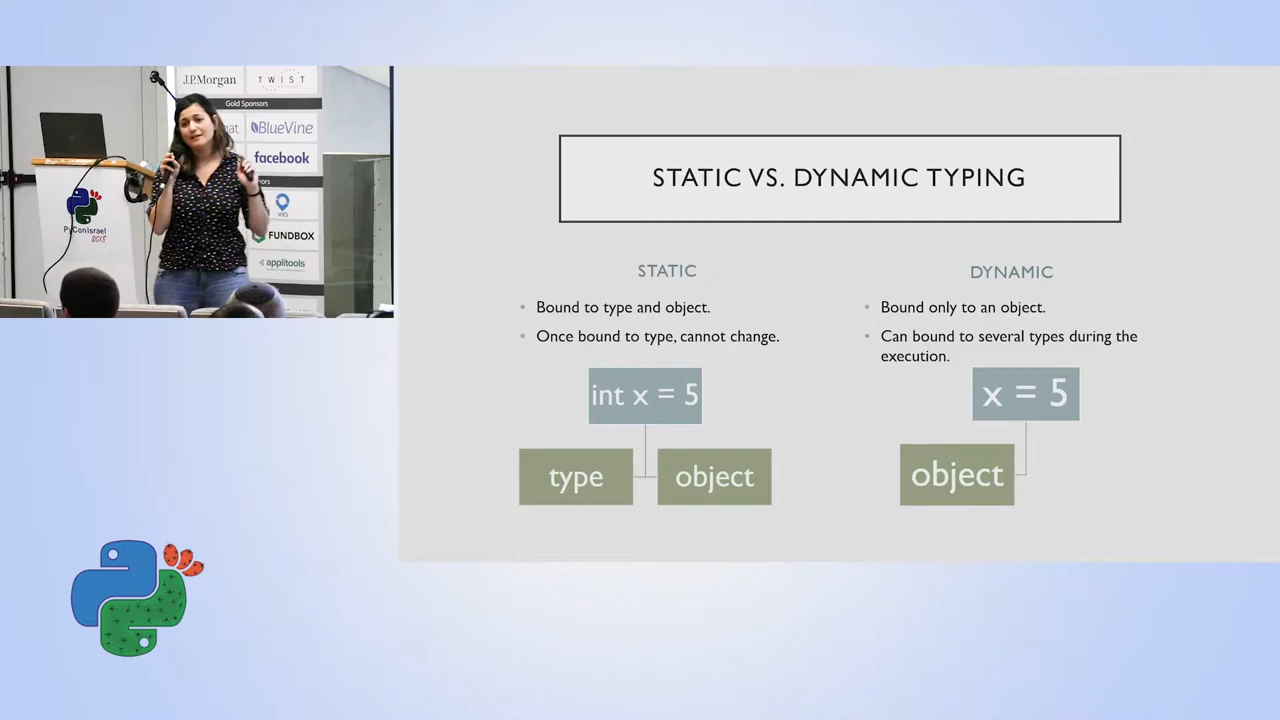 J.P.Morgan
TWIST
Gold Sponsors
BlueVine
facebook
VIO
FUNDBOX
applitools
PyConIsrael
2018
STATIC VS. DYNAMIC TYPING
STATIC
• Bound to type and object.
• Once bound to type, cannot change.
int x = 5
type
object
DYNAMIC
• Bound only to an object.
• Can bound to several types during the
execution.
x = 5
object